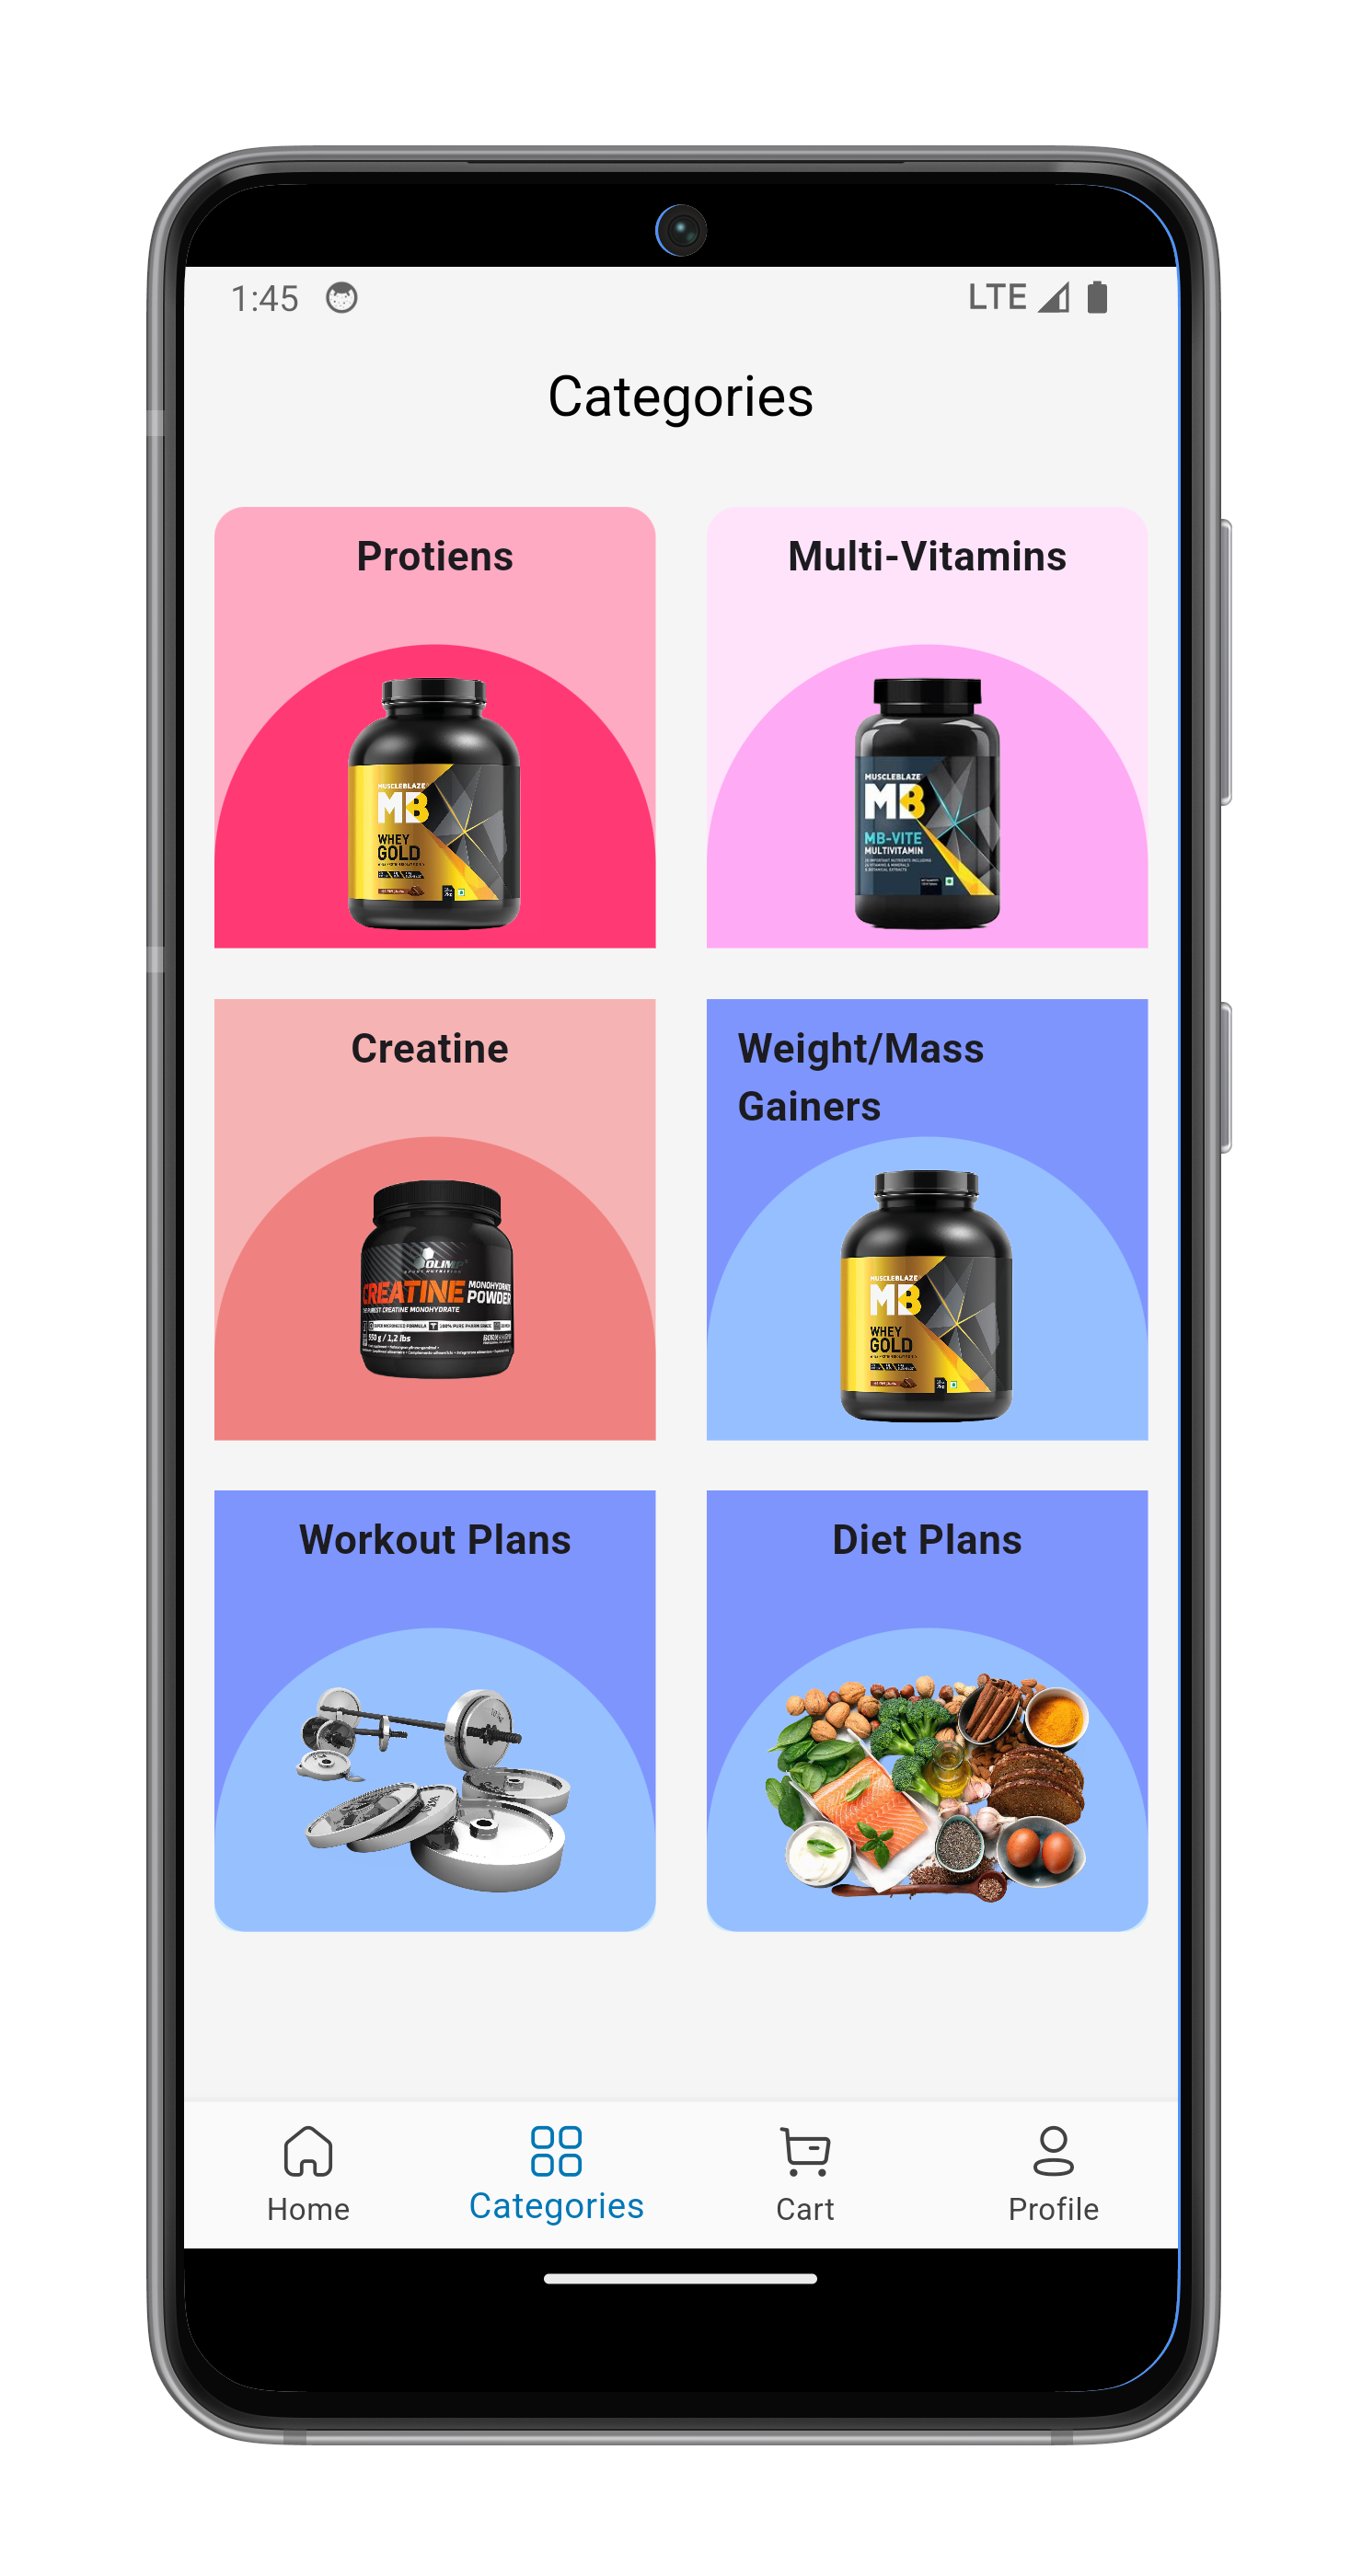 1:45
LTE
Categories
Protiens
Multi-Vitamins
MUSCLEBLAZE
MB
WHEY
GOLD
MUSCLEBLAZE
MB
MB-VITE
MULTIVITAMIN
Creatine
Weight/Mass
Gainers
OLIMP
CREATINE MONOHYDRATE
POWDER
550 g / 1,2 lbs
MUSCLEBLAZE
MB
WHEY
GOLD
Workout Plans
Diet Plans
Home
Categories
Cart
Profile